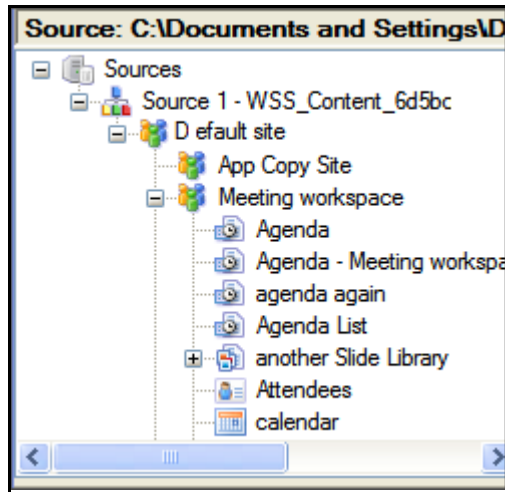 Source: C:\Documents and Settings\D
Sources
Source 1 - WSS_Content_6d5bc
D efault site
App Copy Site
Meeting workspace
Agenda
Agenda - Meeting workspa
agenda again
Agenda List
another Slide Library
Attendees
calendar